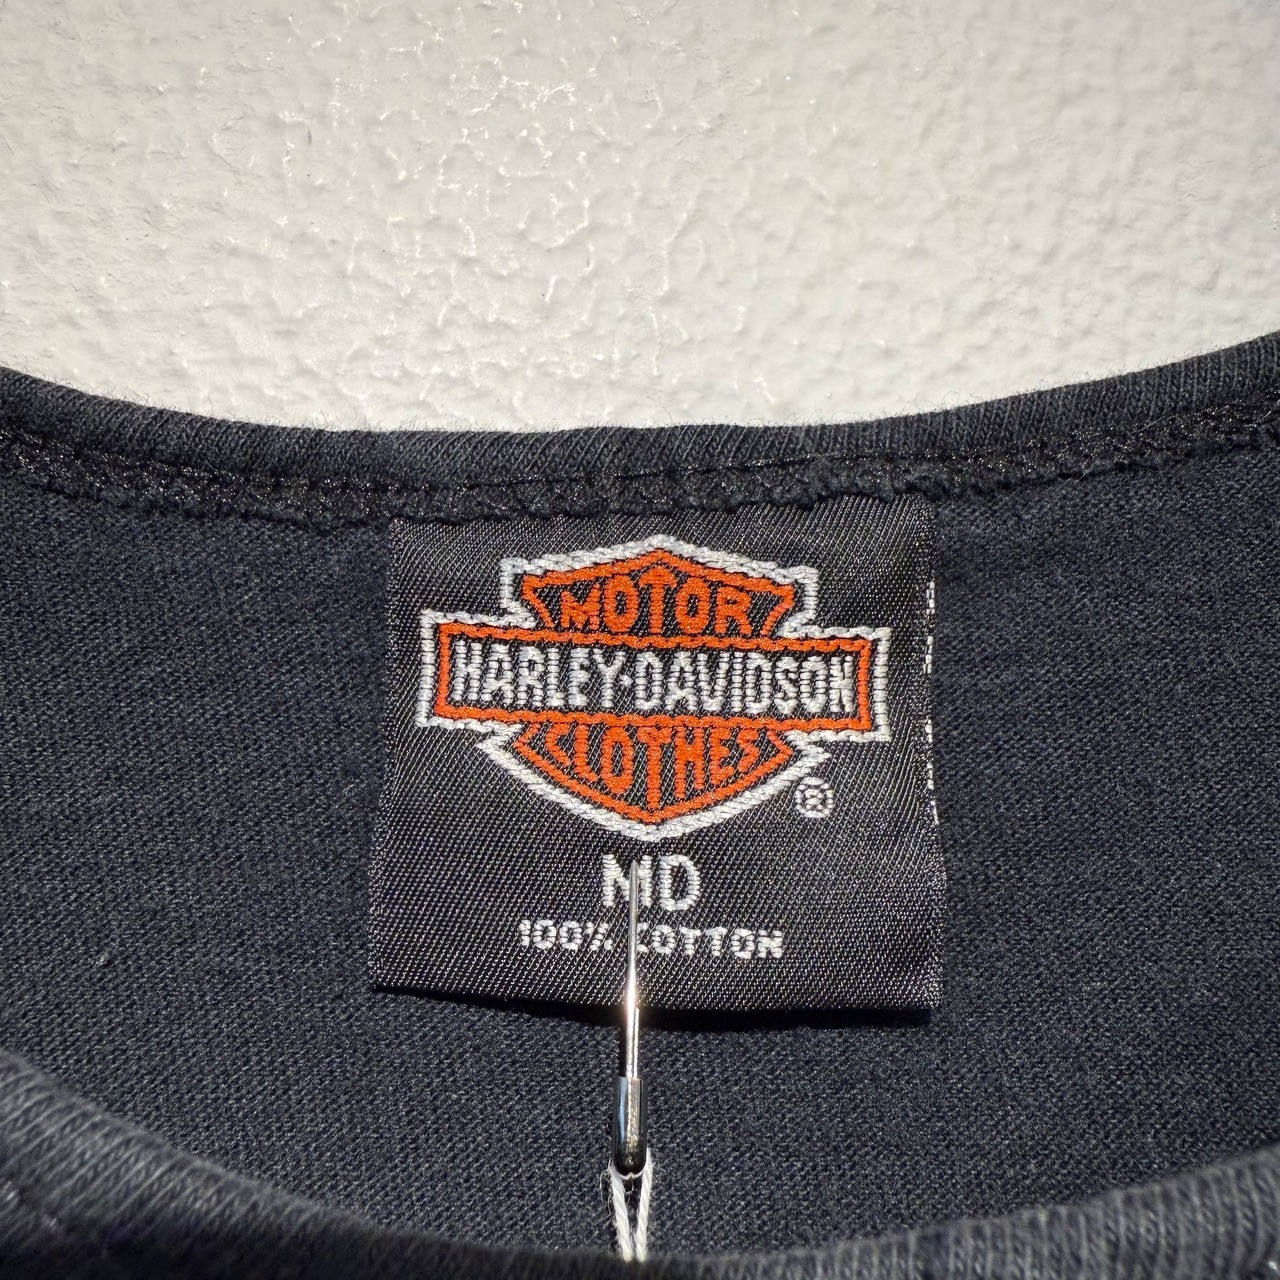 MOTOR
HARLEY-DAVIDSON
CLOTHES
®
MD
100% COTTON